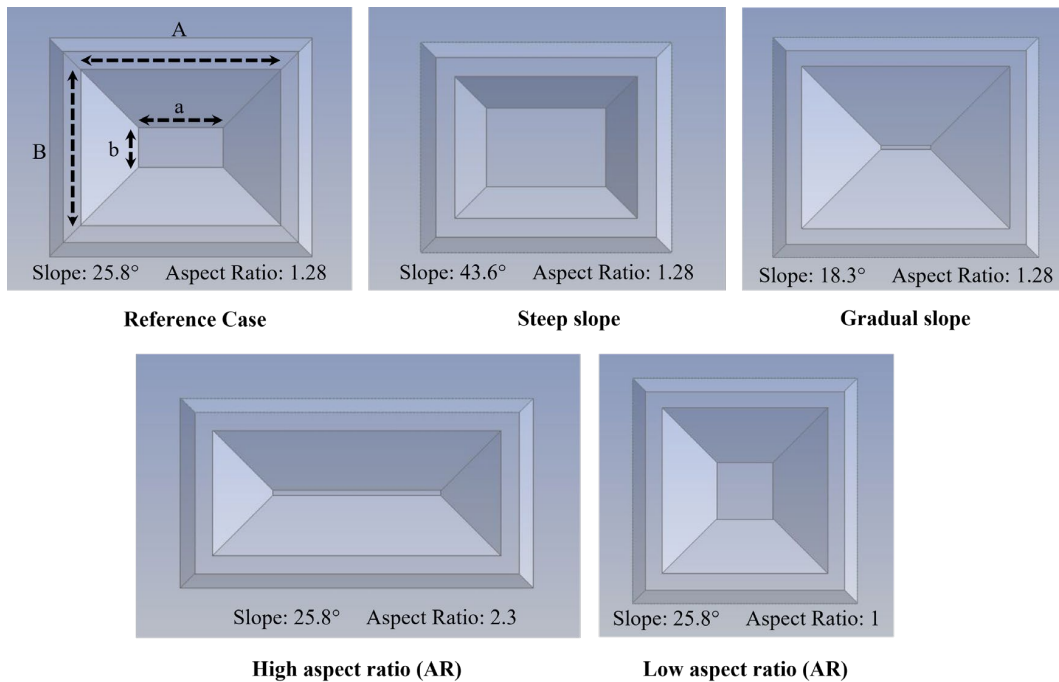 A
a
b
B
Slope: 25.8° Aspect Ratio: 1.28
Slope: 43.6° Aspect Ratio: 1.28
Slope: 18.3° Aspect Ratio: 1.28
Reference Case
Steep slope
Gradual slope
Slope: 25.8° Aspect Ratio: 2.3
Slope: 25.8° Aspect Ratio: 1
High aspect ratio (AR)
Low aspect ratio (AR)